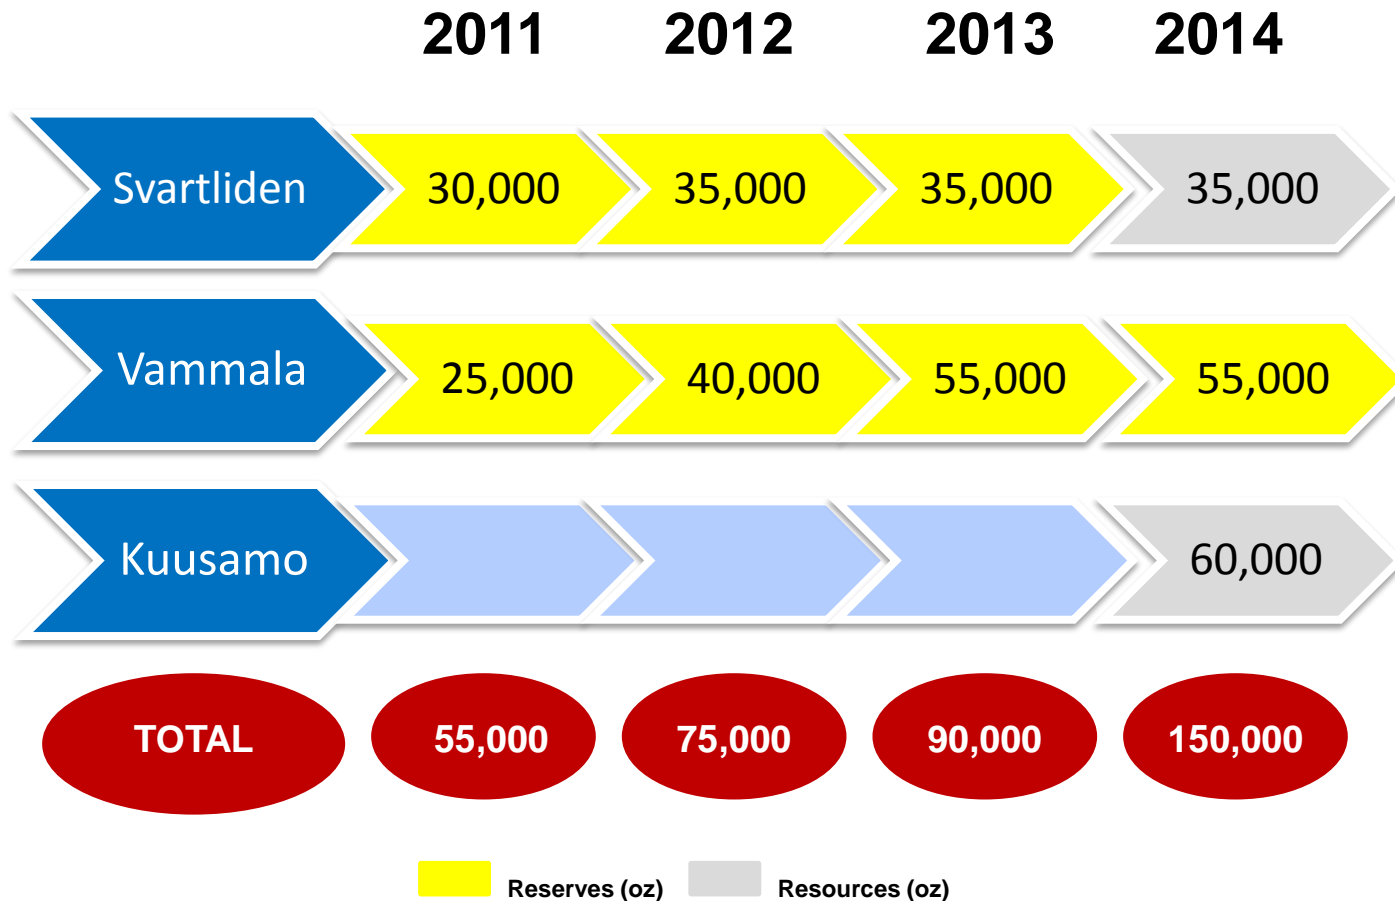 2011 2012 2013 2014
Svartliden 30,000 35,000 35,000 35,000
Vammala 25,000 40,000 55,000 55,000
Kuusamo 60,000
TOTAL 55,000 75,000 90,000 150,000
Reserves (oz) Resources (oz)